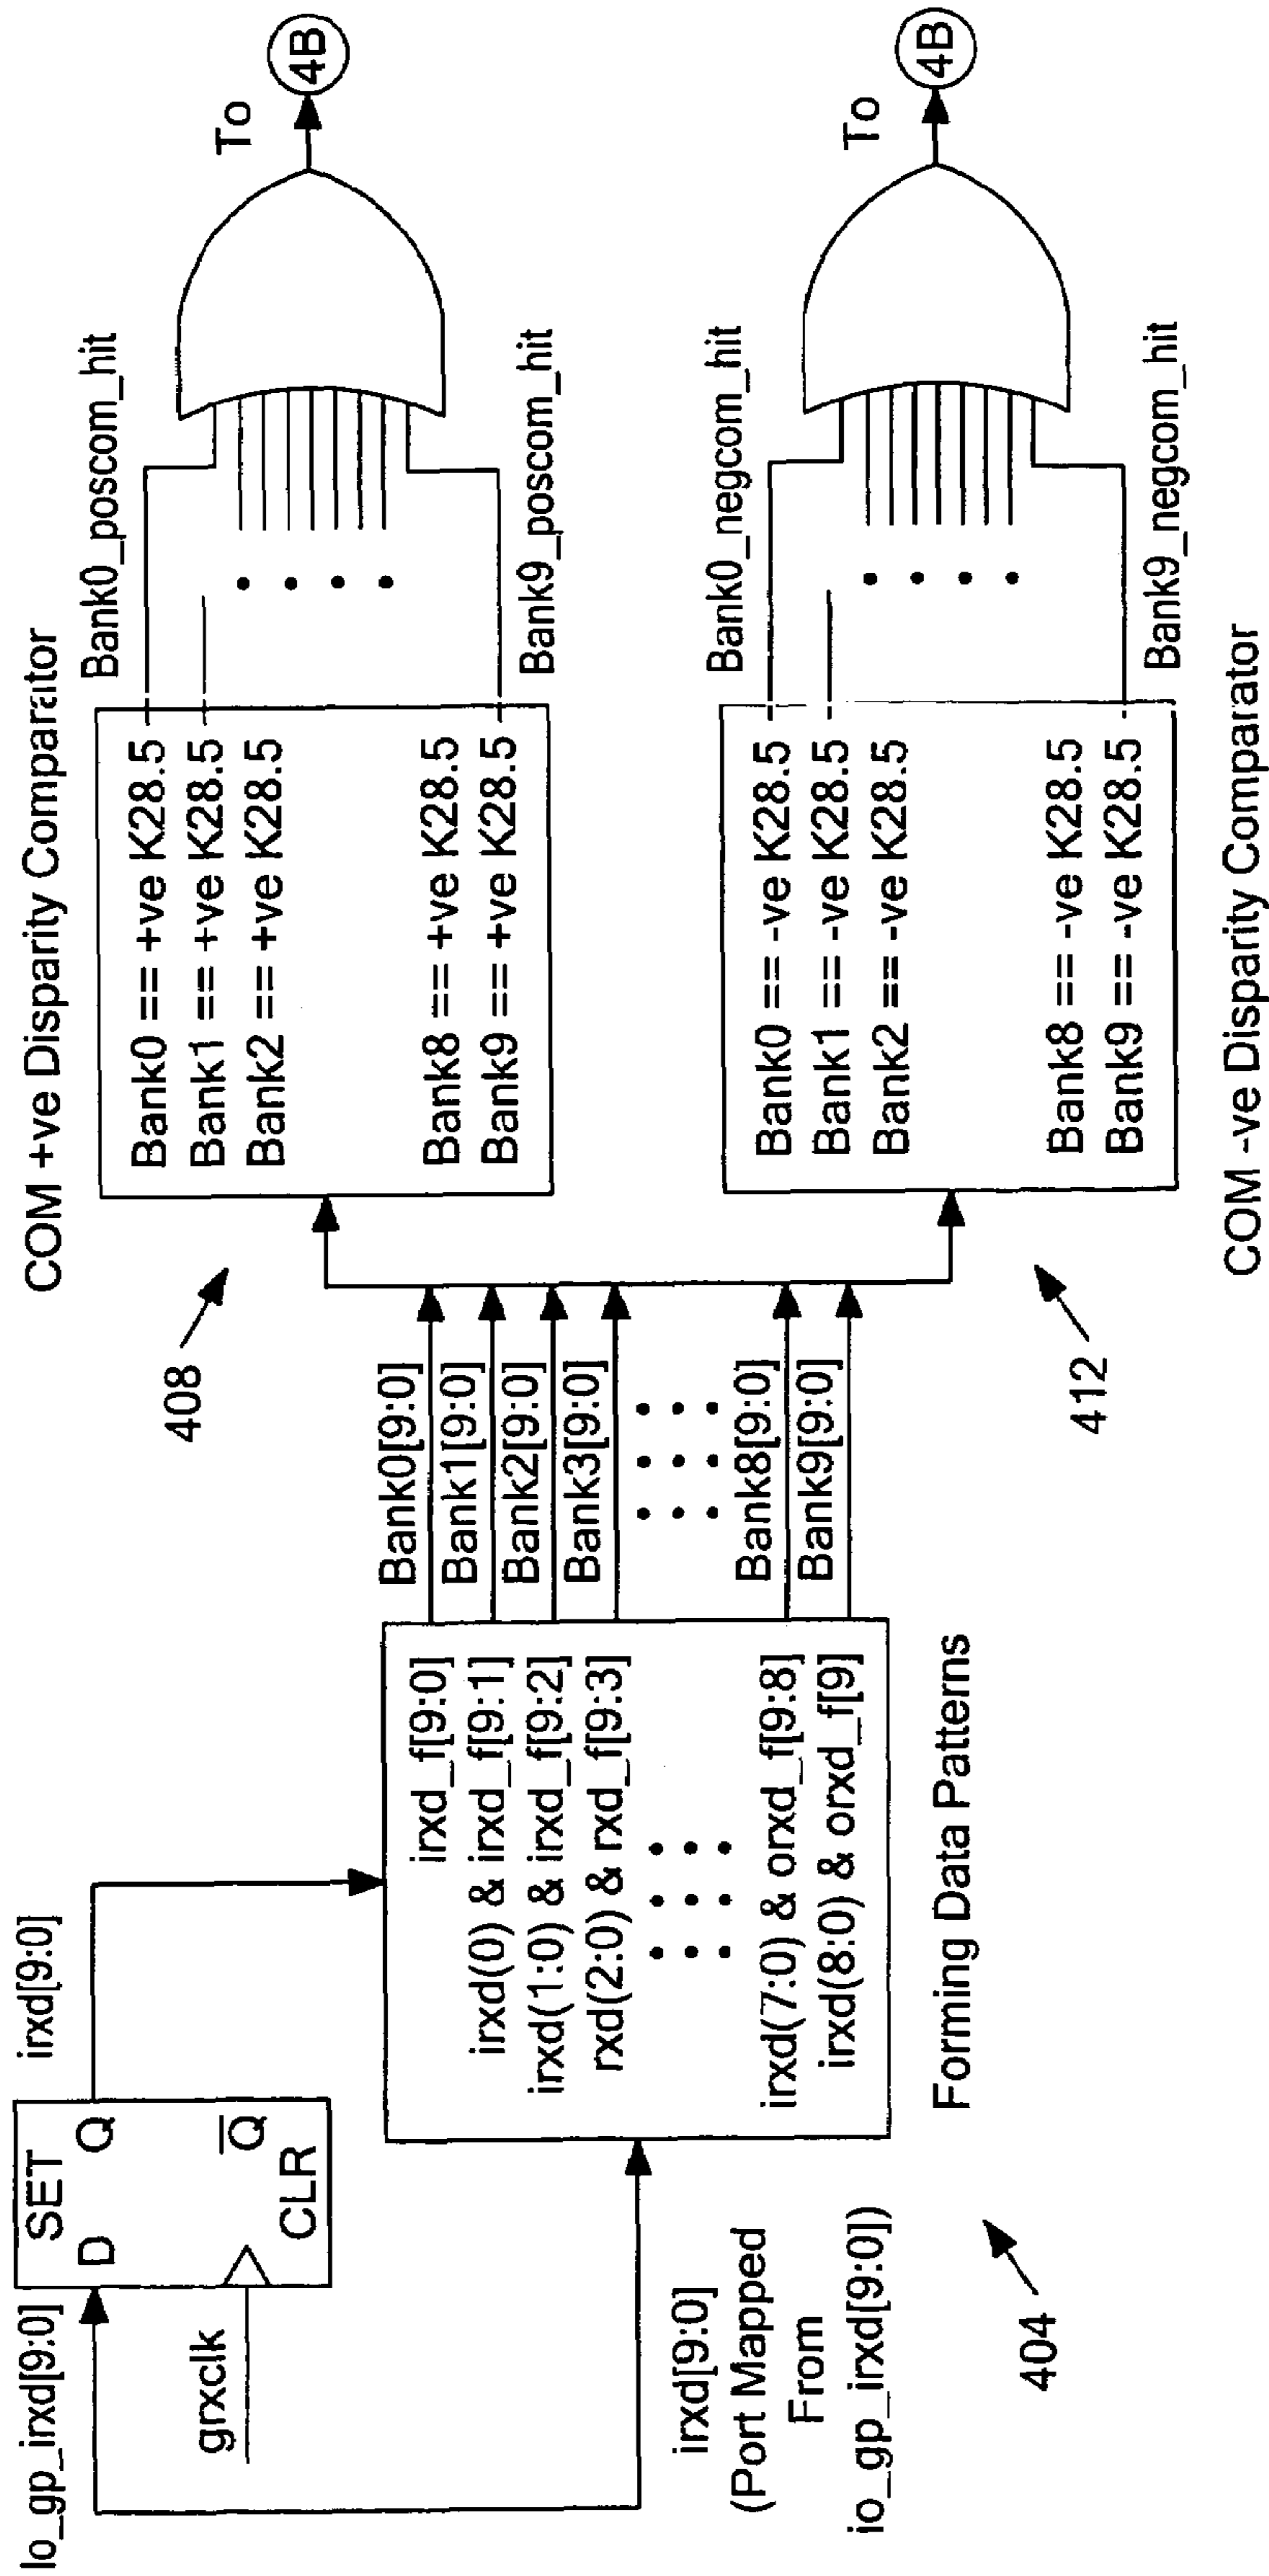 Io_gp_irxd[9:0]
SET
D
Q
Q
CLR
grxclk
irxd[9:0]
irxd[9:0]
(Port Mapped
From
io_gp_irxd[9:0])
404
irxd_f[9:0]
irxd(0) & irxd_f[9:1]
irxd(1:0) & irxd_f[9:2]
rxd(2:0) & rxd_f[9:3]
irxd(7:0) & orxd_f[9:8]
irxd(8:0) & orxd_f[9]
Forming Data Patterns
Bank0[9:0]
Bank1[9:0]
Bank2[9:0]
Bank3[9:0]
Bank8[9:0]
Bank9[9:0]
408
COM +ve Disparity Comparator
Bank0 == +ve K28.5
Bank1 == +ve K28.5
Bank2 == +ve K28.5
Bank8 == +ve K28.5
Bank9 == +ve K28.5
Bank0_poscom_hit
Bank9_poscom_hit
To
4B
412
Bank0 == -ve K28.5
Bank1 == -ve K28.5
Bank2 == -ve K28.5
Bank8 == -ve K28.5
Bank9 == -ve K28.5
COM -ve Disparity Comparator
Bank0_negcom_hit
Bank9_negcom_hit
To
4B